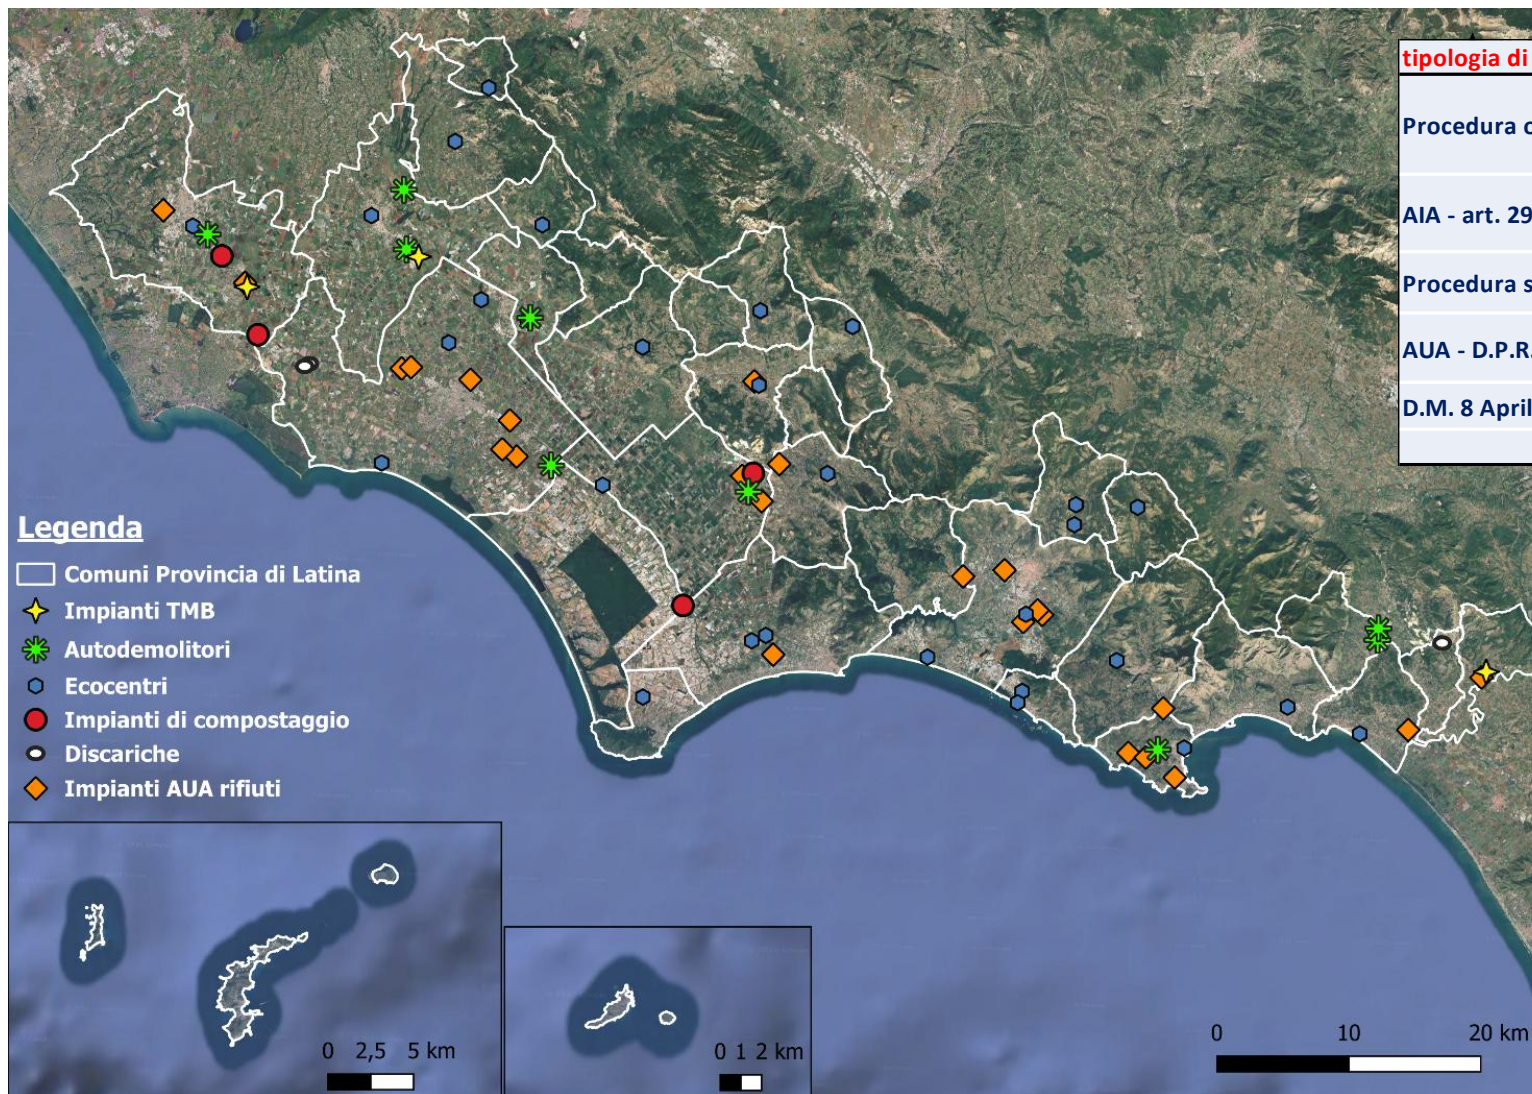 tipologia di
Procedura o
AIA - art. 29
Procedura s
AUA - D.P.R.
D.M. 8 April
Legenda
Comuni Provincia di Latina
Impianti TMB
Autodemolitori
Ecocentri
Impianti di compostaggio
Discariche
Impianti AUA rifiuti
0 2,5 5 km
0 1 2 km
0 10 20 km